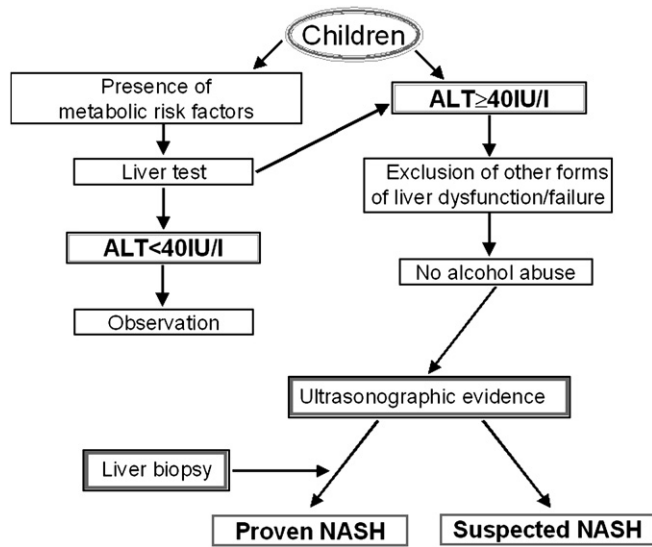 Children
Presence of
metabolic risk factors
ALT≥40IU/l
Liver test
Exclusion of other forms
of liver dysfunction/failure
ALT<40IU/l
No alcohol abuse
Observation
Ultrasonographic evidence
Liver biopsy
Proven NASH
Suspected NASH